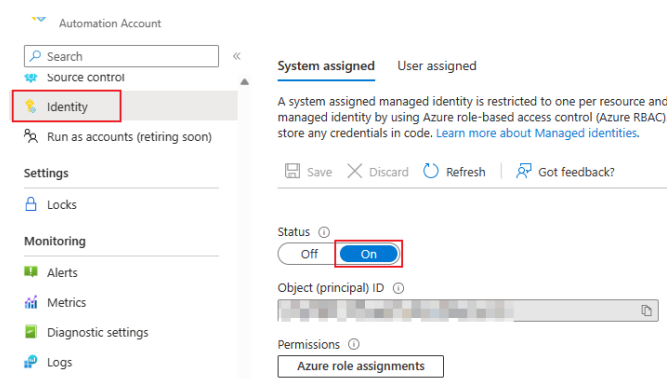 Automation Account
Search
Source control
Identity
Run as accounts (retiring soon)
Settings
Locks
Monitoring
Alerts
Metrics
Diagnostic settings
Logs
System assigned User assigned
A system assigned managed identity is restricted to one per resource and
managed identity by using Azure role-based access control (Azure RBAC)
store any credentials in code. Learn more about Managed identities.
Save Discard Refresh Got feedback?
Status
Off On
Object (principal) ID
Permissions
Azure role assignments